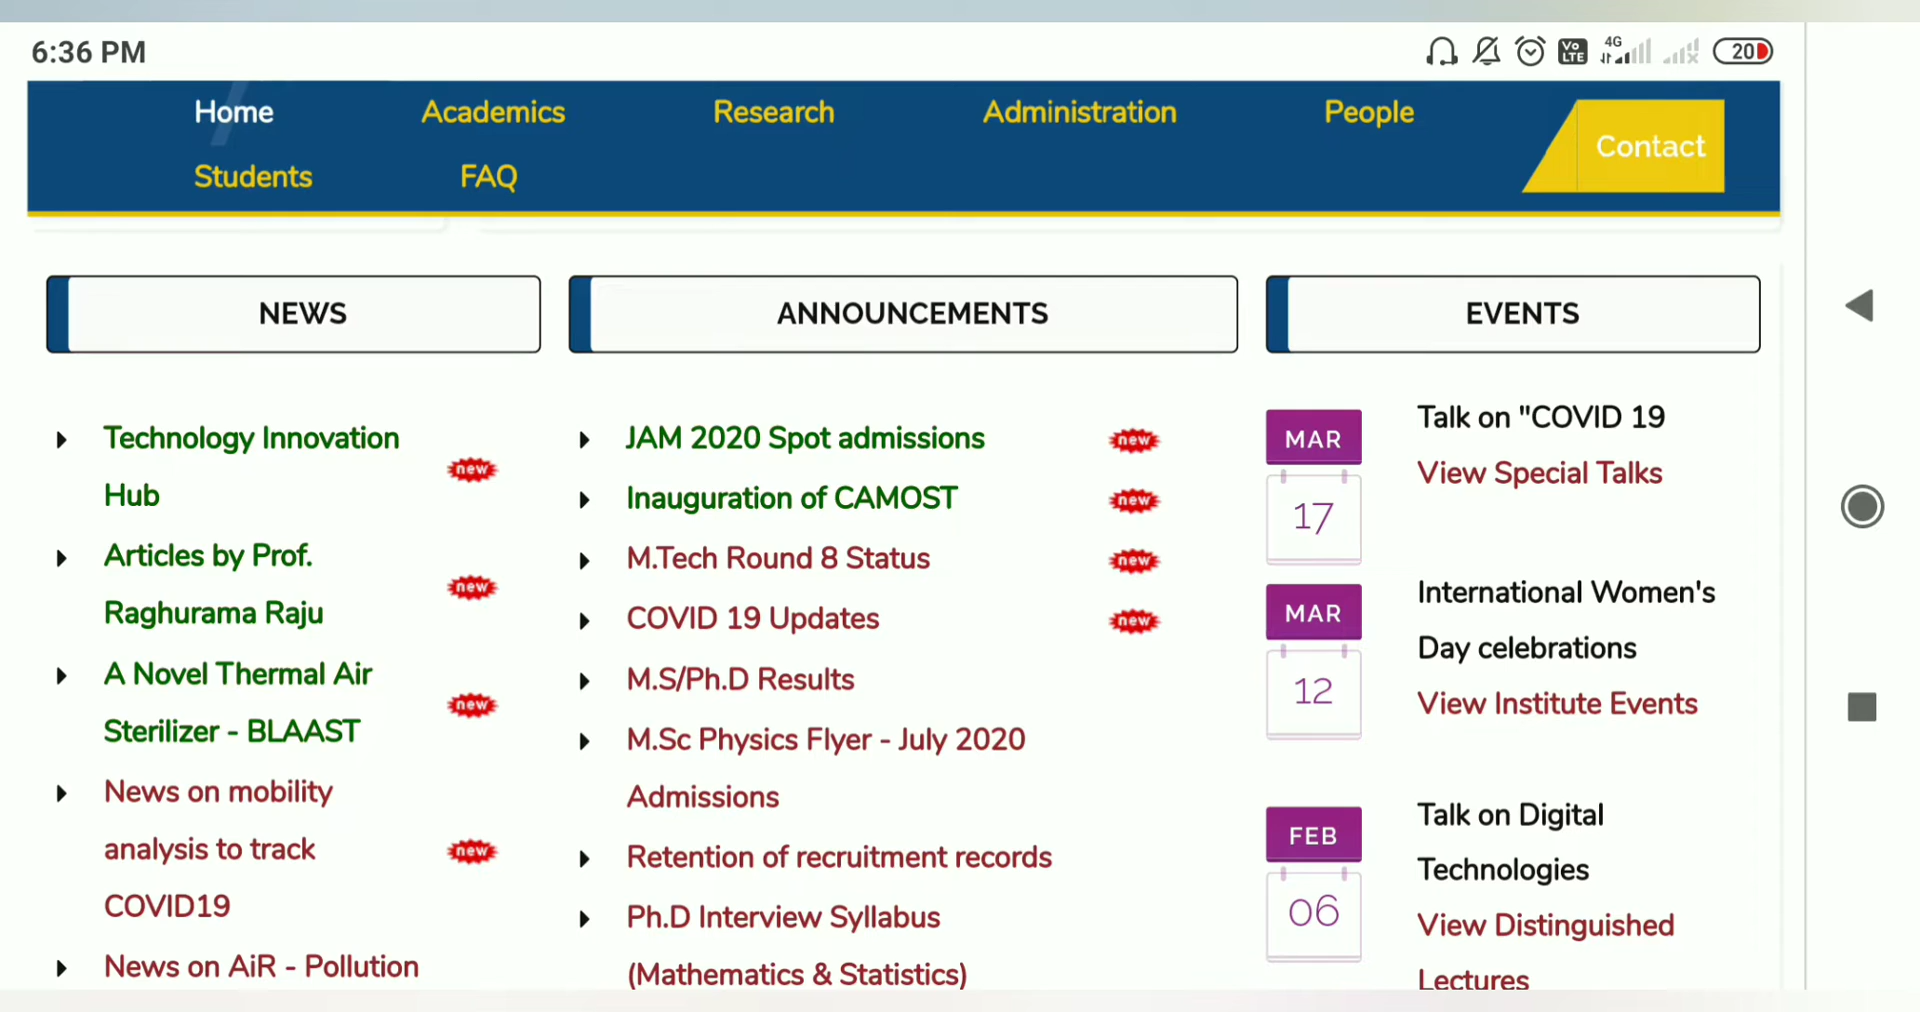 6:36 PM
4G
Vo
LTE
20
Home
Academics
Research
Administration
People
Contact
Students
FAQ
NEWS
Technology Innovation
Hub
new
Articles by Prof.
Raghurama Raju
new
A Novel Thermal Air
Sterilizer - BLAAST
new
News on mobility
analysis to track
COVID19
new
News on AiR - Pollution
ANNOUNCEMENTS
JAM 2020 Spot admissions
new
Inauguration of CAMOST
new
M.Tech Round 8 Status
new
COVID 19 Updates
new
M.S/Ph.D Results
M.Sc Physics Flyer - July 2020
Admissions
Retention of recruitment records
Ph.D Interview Syllabus
(Mathematics & Statistics)
EVENTS
MAR
17
Talk on "COVID 19
View Special Talks
MAR
12
International Women's
Day celebrations
View Institute Events
FEB
06
Talk on Digital
Technologies
View Distinguished
Lectures